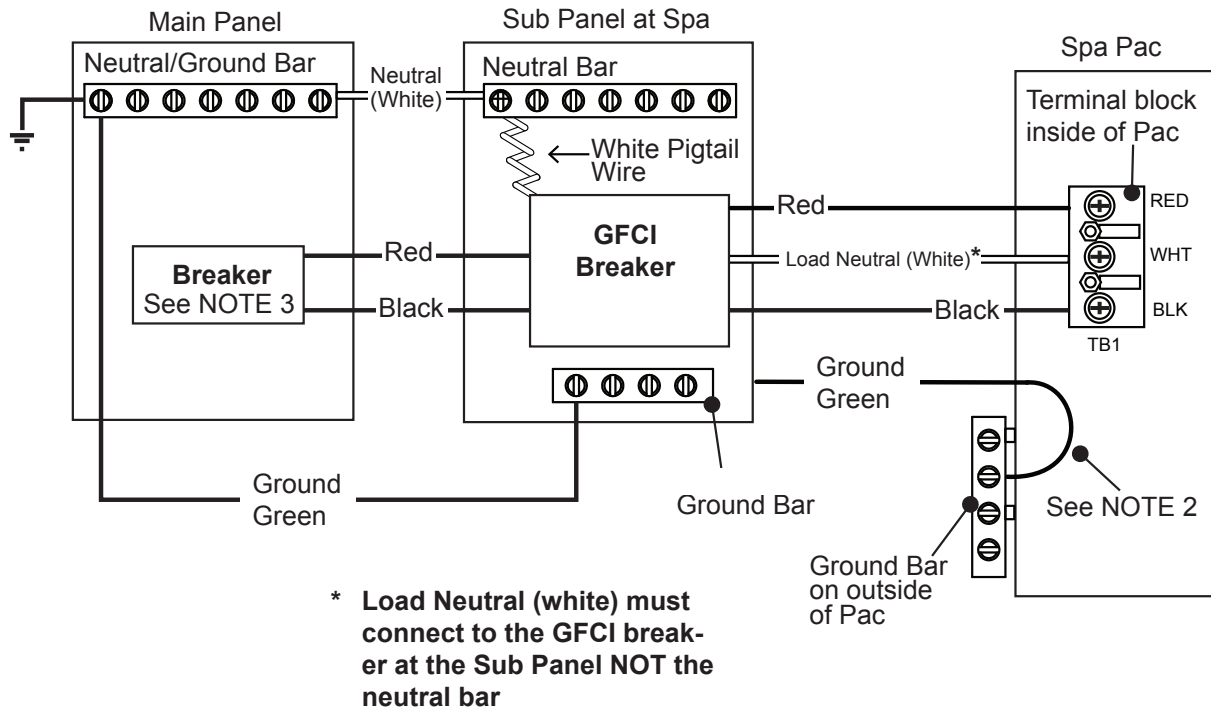 Main Panel
Sub Panel at Spa
Spa Pac
Neutral/Ground Bar
Neutral
(White)
Neutral Bar
Terminal block
inside of Pac
White Pigtail
Wire
Red
RED
GFCI
Breaker
Load Neutral (White)*
WHT
Breaker
See NOTE 3
Red
Black
Black
BLK
TB1
Ground
Green
Ground
Green
Ground Bar
See NOTE 2
Ground Bar
on outside
of Pac
* Load Neutral (white) must
connect to the GFCI break-
er at the Sub Panel NOT the
neutral bar